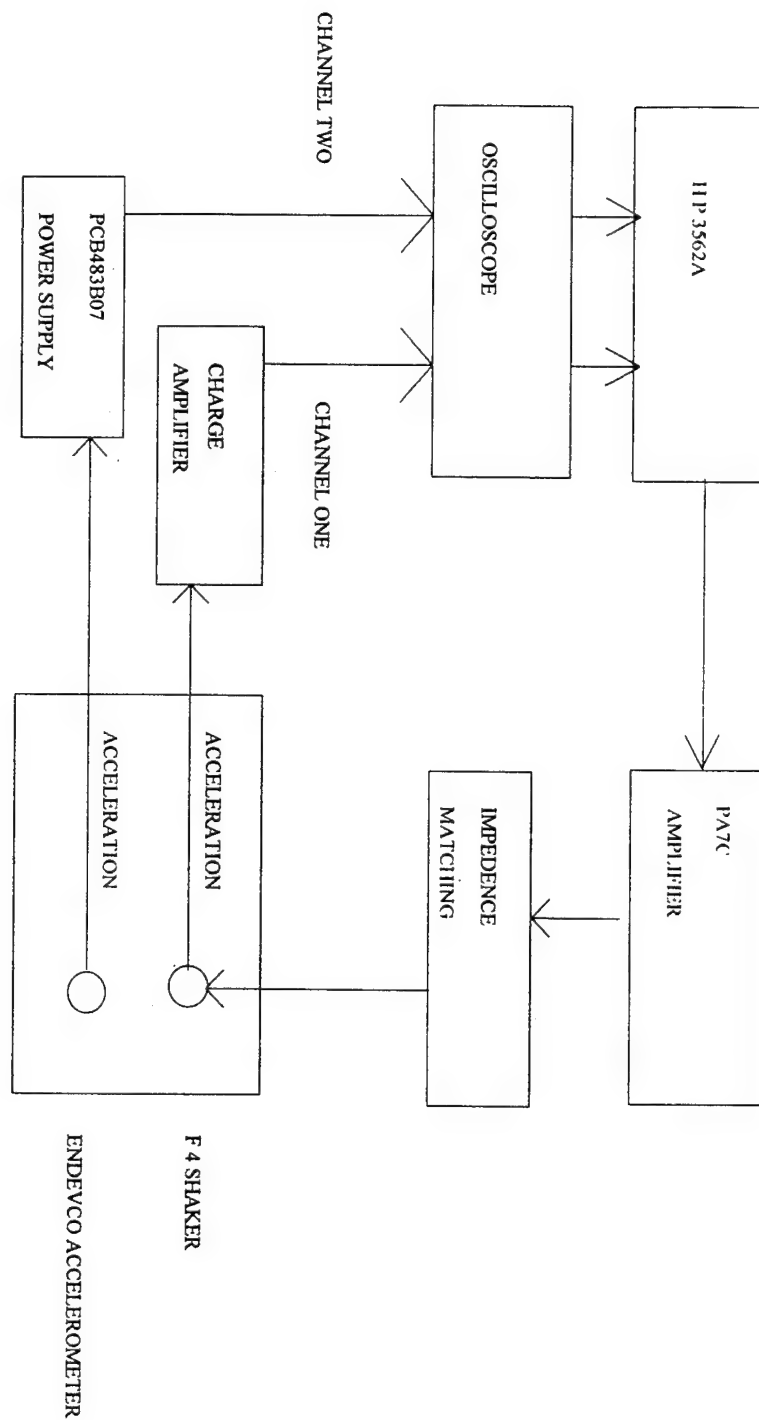 HP 3562A
PA7C
AMPLIFIER
OSCILLOSCOPE
IMPEDENCE
MATCHING
CHANNEL TWO
CHANNEL ONE
CHARGE
AMPLIFIER
ACCELERATION
F 4 SHAKER
PCB483B07
POWER SUPPLY
ACCELERATION
ENDEVCO ACCELEROMETER